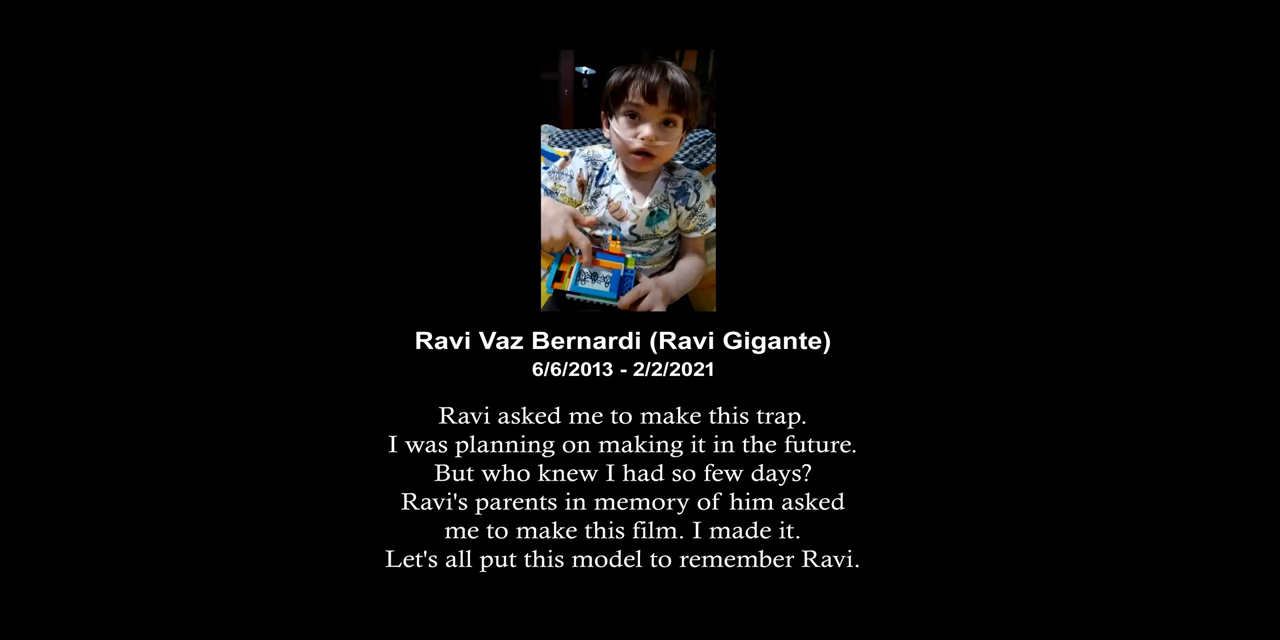 Ravi Vaz Bernardi (Ravi Gigante)
6/6/2013 - 2/2/2021
Ravi asked me to make this trap.
I was planning on making it in the future.
But who knew I had so few days?
Ravi's parents in memory of him asked
me to make this film. I made it.
Let's all put this model to remember Ravi.